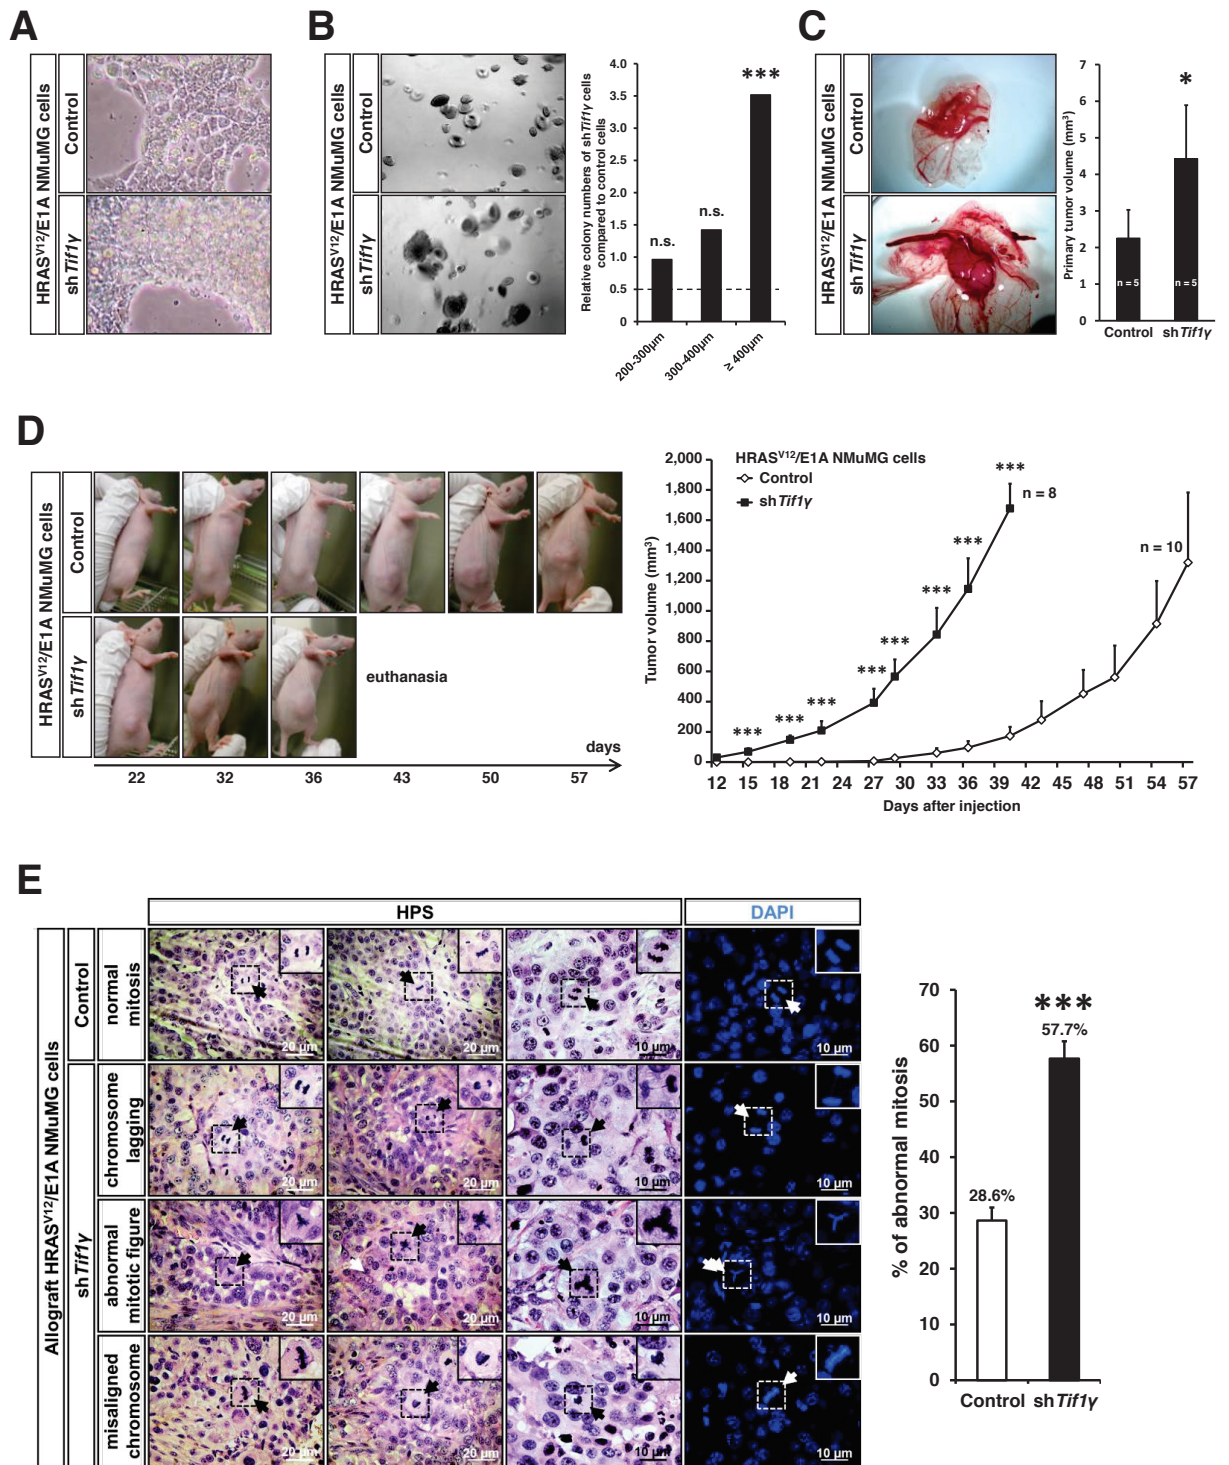 A
HRASV12/E1A NMuMG cells
Control
shTif1γ
B
HRASV12/E1A NMuMG cells
Control
shTif1γ
Relative colony numbers of shTif1γ cells
compared to control cells
4.0
3.5
3.0
2.5
2.0
1.5
1.0
0.5
0
n.s.
n.s.
***
200-300µm
300-400µm
≥ 400µm
C
HRASV12/E1A NMuMG cells
Control
shTif1γ
Primary tumor volume (mm³)
7
6
5
4
3
2
1
0
*
n = 5
n = 5
Control
shTif1γ
D
HRASV12/E1A NMuMG cells
Control
shTif1γ
euthanasia
days
22
32
36
43
50
57
HRASV12/E1A NMuMG cells
Control
shTif1γ
Tumor volume (mm³)
2,000
1,800
1,600
1,400
1,200
1,000
800
600
400
200
0
***
***
***
***
***
***
***
***
n = 8
n = 10
12 15 18 21 24 27 30 33 36 39 42 45 48 51 54 57
Days after injection
E
HPS
DAPI
Allograft HRASV12/E1A NMuMG cells
Control
shTif1γ
normal
mitosis
20 µm
20 µm
10 µm
10 µm
chromosome
lagging
20 µm
20 µm
10 µm
10 µm
abnormal
mitotic figure
20 µm
20 µm
10 µm
10 µm
misaligned
chromosome
20 µm
20 µm
10 µm
10 µm
% of abnormal mitosis
70
60
50
40
30
20
10
0
***
57.7%
28.6%
Control
shTif1γ